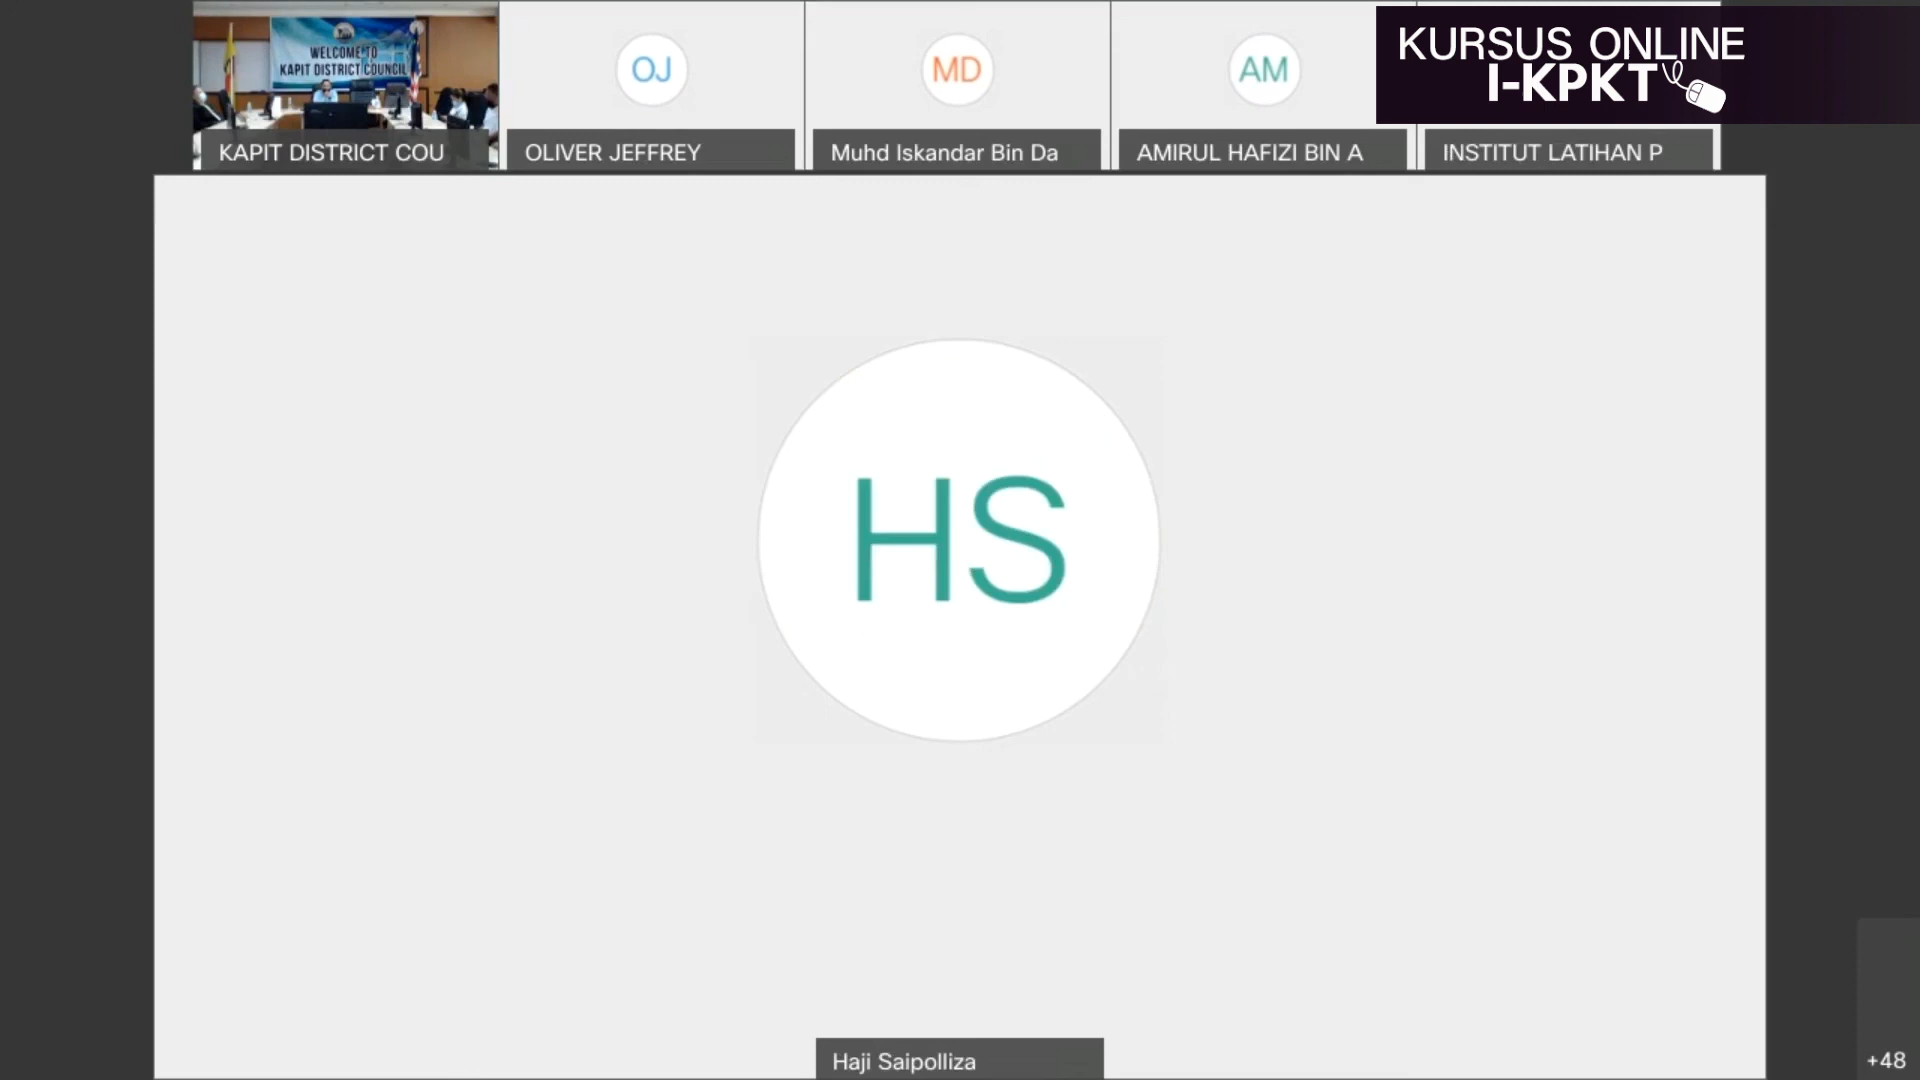 WELCOME TO
KAPIT DISTRICT COUNCIL
KAPIT DISTRICT COU
OJ
OLIVER JEFFREY
MD
Muhd Iskandar Bin Da
AM
AMIRUL HAFIZI BIN A
KURSUS ONLINE
I-KPKT
INSTITUT LATIHAN P
HS
Haji Saipolliza
+48